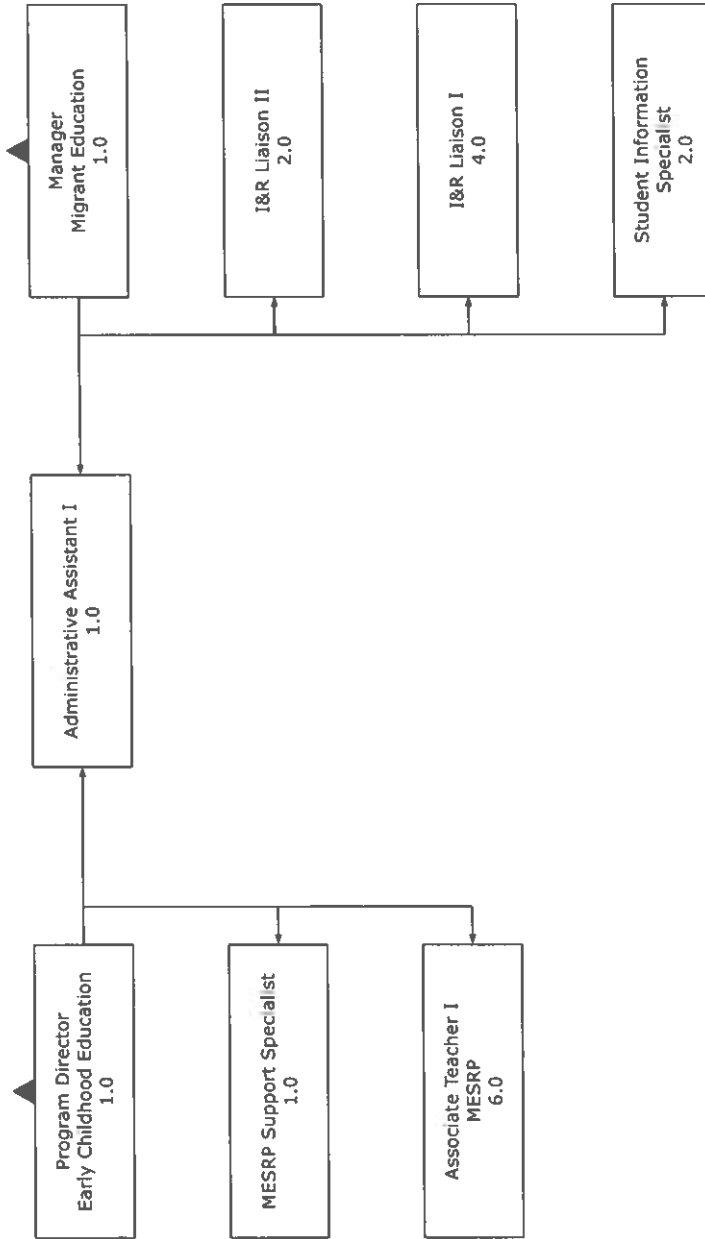 Program Director
Early Childhood Education
1.0
MESRP Support Specialist
1.0
Associate Teacher I
MESRP
6.0
Administrative Assistant I
1.0
Manager
Migrant Education
1.0
I&R Liaison II
2.0
I&R Liaison I
4.0
Student Information
Specialist
2.0